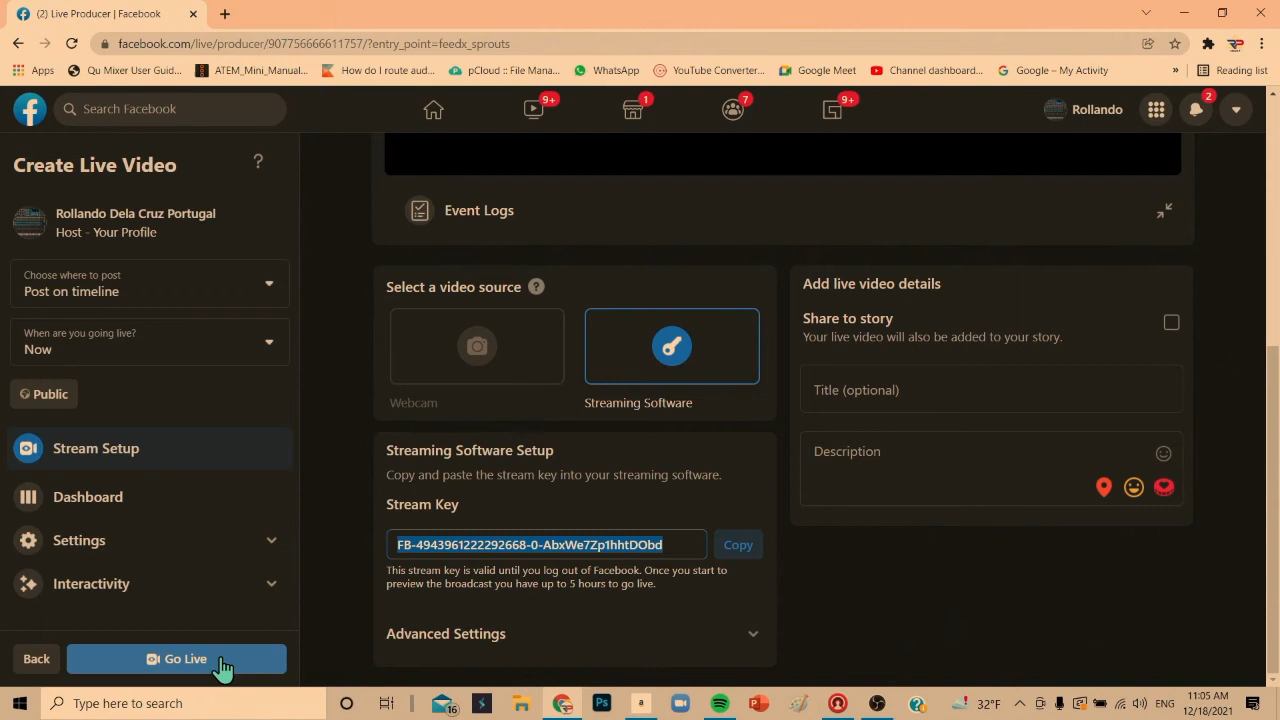 (2) Live Producer | Facebook
facebook.com/live/producer/907756666611757/?entry_point=feedx_sprouts
Apps
Qu Mixer User Guid...
ATEM_Mini_Manual...
How do I route aud...
pCloud :: File Mana...
WhatsApp
YouTube Converter...
Google Meet
Channel dashboard...
Google – My Activity
»
Reading list
Search Facebook
9+
1
7
9+
Rollando
2
Create Live Video
?
Rollando Dela Cruz Portugal
Host - Your Profile
Choose where to post
Post on timeline
When are you going live?
Now
Public
Stream Setup
Dashboard
Settings
Interactivity
Back
Go Live
Event Logs
Select a video source ?
Webcam
Streaming Software
Streaming Software Setup
Copy and paste the stream key into your streaming software.
Stream Key
FB-4943961222292668-0-AbxWe7Zp1hhtDObd
Copy
This stream key is valid until you log out of Facebook. Once you start to
preview the broadcast you have up to 5 hours to go live.
Advanced Settings
Add live video details
Share to story
Your live video will also be added to your story.
Title (optional)
Description
Type here to search
16
Ps
a
32°F
ENG
11:05 AM
12/18/2021
6